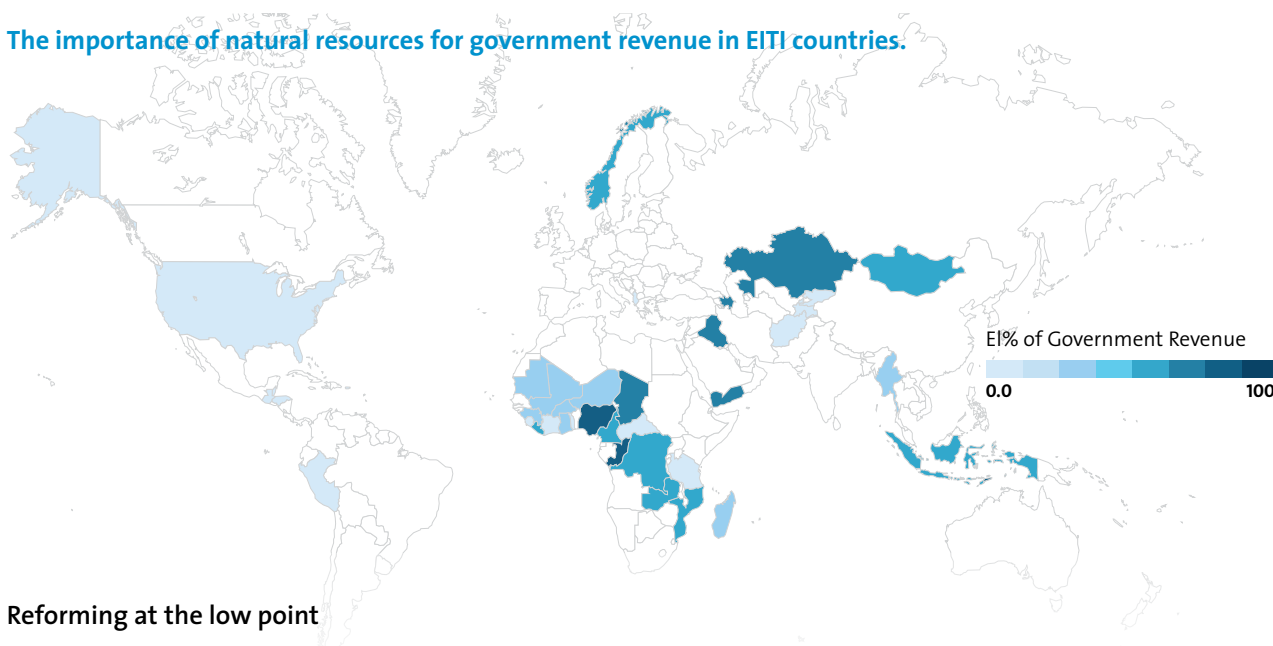 The importance of natural resources for government revenue in EITI countries.
EI% of Government Revenue
0.0 100
Reforming at the low point